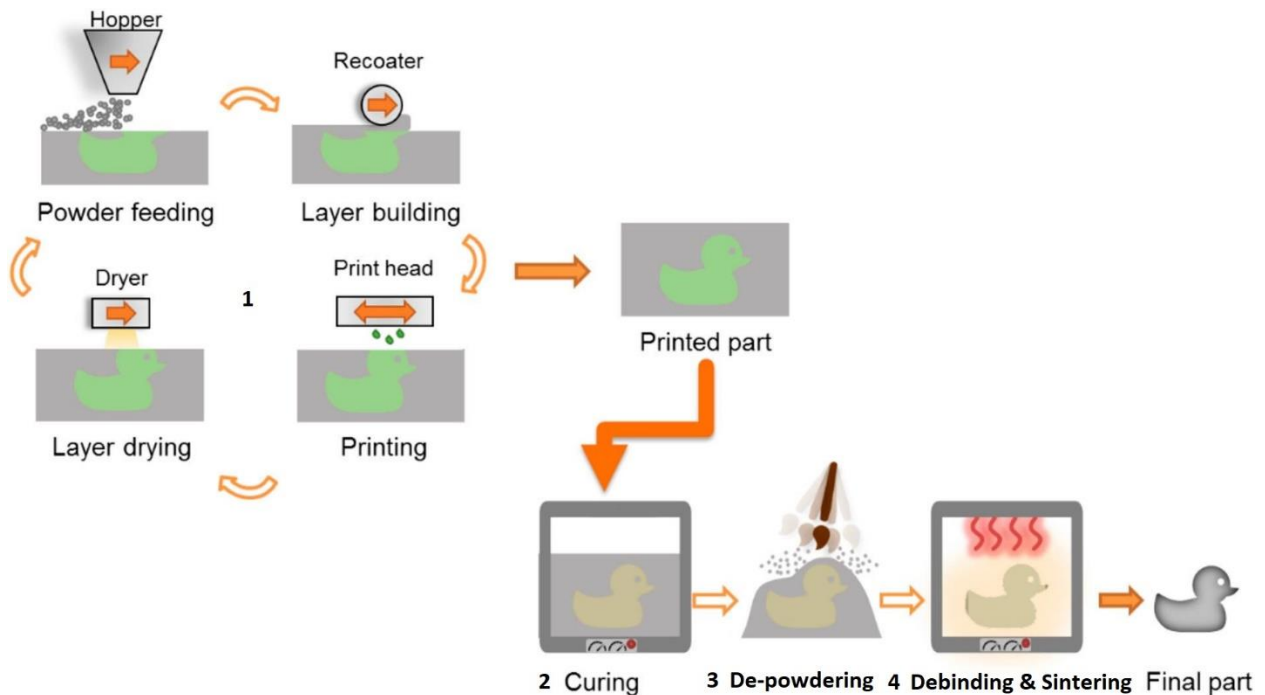 Hopper
Recoater
Powder feeding
Layer building
Dryer
1
Print head
Printed part
Layer drying
Printing
2 Curing
3 De-powdering
4 Debinding & Sintering
Final part